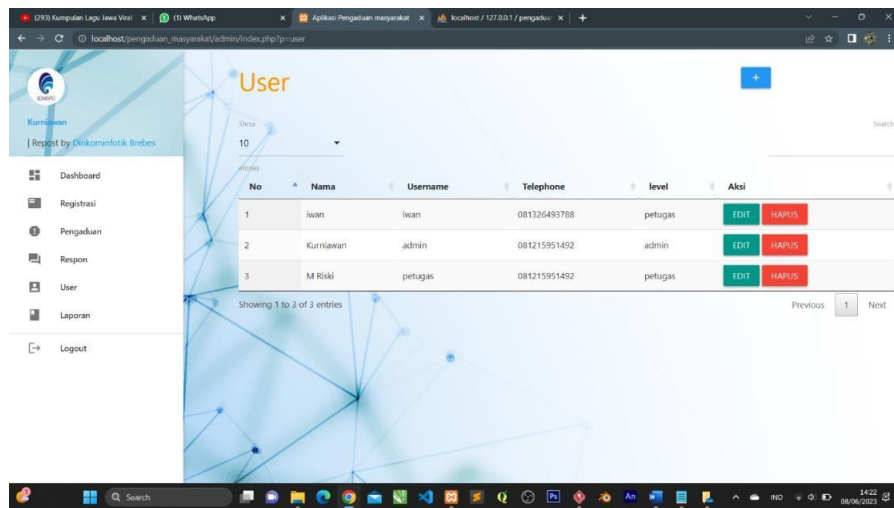 (293) Kumpulan Lagu Jawa Viral
(1) WhatsApp
Aplikasi Pengaduan masyarakat
localhost / 127.0.0.1 / pengadua
localhost/pengaduan_masyarakat/admin/index.php?p=user
KOMINFO
Kurniawan
| Repost by Dinkominfotik Brebes
Dashboard
Registrasi
Pengaduan
Respon
User
Laporan
Logout
User
+
Show
10
entries
Search
No Nama Username Telephone level Aksi
1 iwan iwan 081326493788 petugas EDIT HAPUS
2 Kurniawan admin 081215951492 admin EDIT HAPUS
3 M Riski petugas 081215951492 petugas EDIT HAPUS
Showing 1 to 3 of 3 entries
Previous 1 Next
Search
IND
14:22
08/06/2023